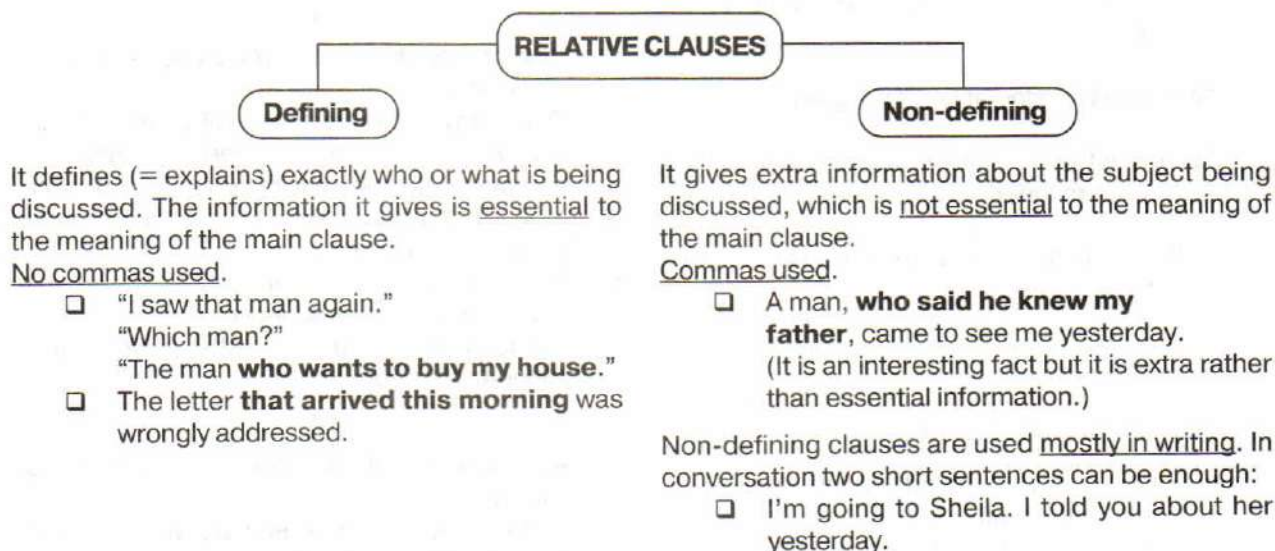 RELATIVE CLAUSES
Defining
It defines (= explains) exactly who or what is being
discussed. The information it gives is essential to
the meaning of the main clause.
No commas used.
❑ “I saw that man again.”
“Which man?”
“The man who wants to buy my house.”
❑ The letter that arrived this morning was
wrongly addressed.
Non-defining
It gives extra information about the subject being
discussed, which is not essential to the meaning of
the main clause.
Commas used.
❑ A man, who said he knew my
father, came to see me yesterday.
(It is an interesting fact but it is extra rather
than essential information.)
Non-defining clauses are used mostly in writing. In
conversation two short sentences can be enough:
❑ I’m going to Sheila. I told you about her
yesterday.